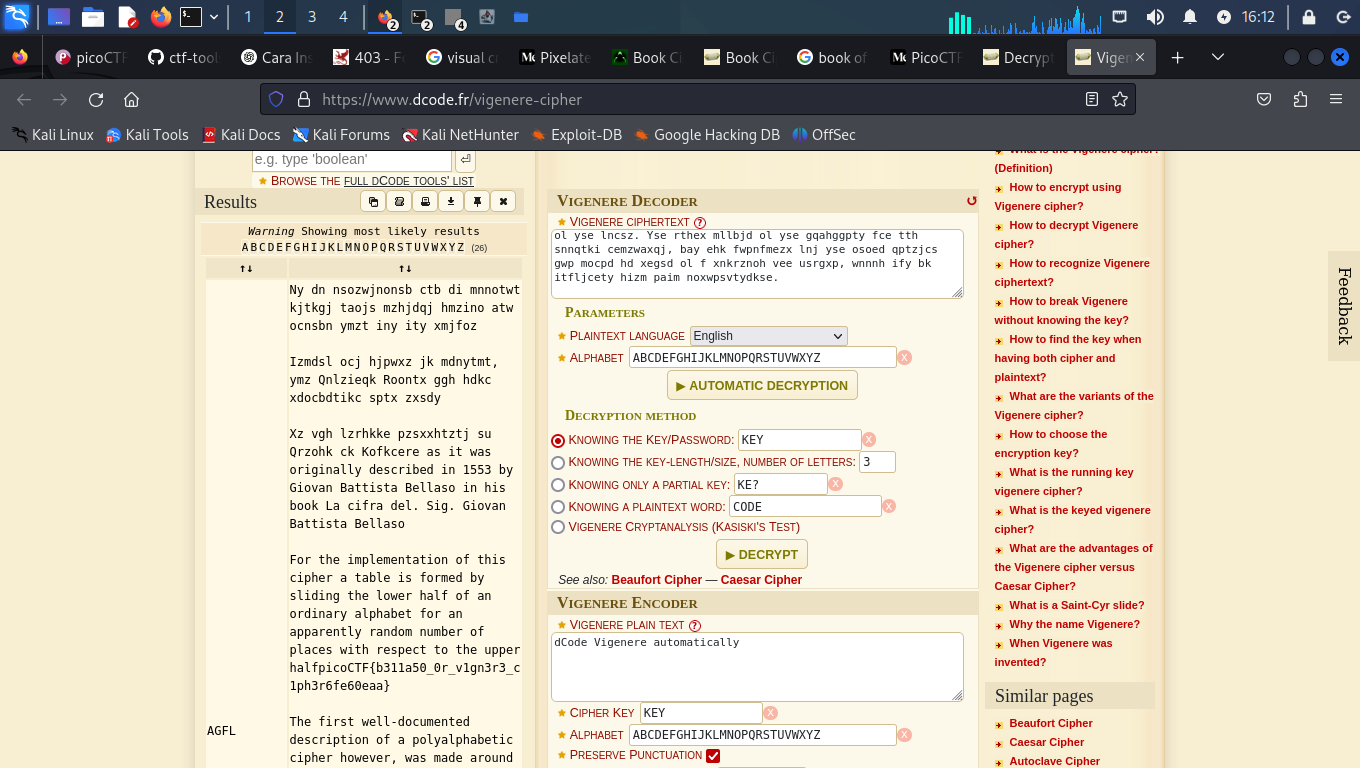 1 2 3 4 2 2 4 16:12
picoCTF ctf-tool Cara Ins 403 - Fo visual cr Pixelate Book Ci Book Ci book of PicoCTF Decrypt Vigen
https://www.dcode.fr/vigenere-cipher
Kali Linux Kali Tools Kali Docs Kali Forums Kali NetHunter Exploit-DB Google Hacking DB OffSec
e.g. type 'boolean'
★ Browse the full dCode tools' list
Results
Warning Showing most likely results
ABCDEFGHIJKLMNOPQRSTUVWXYZ (26)
↑↓ ↑↓
Ny dn nsozwjnonsb ctb di mnnotwt
kjtkgj taojs mzhjdqj hmzino atw
ocnsbn ymzt iny ity xmjfoz
Izmdsl ocj hjpwxz jk mdnytmt,
ymz Qnlzieqk Roontx ggh hdkc
xdocbdtikc sptx zxsdy
Xz vgh lzrhkke pzsxxhtztj su
Qrzohk ck Kofkcere as it was
originally described in 1553 by
Giovan Battista Bellaso in his
book La cifra del. Sig. Giovan
Battista Bellaso
For the implementation of this
cipher a table is formed by
sliding the lower half of an
ordinary alphabet for an
apparently random number of
places with respect to the upper
halfpicoCTF{b311a50_0r_v1gn3r3_c
1ph3r6fe60eaa}
The first well-documented
AGFL
description of a polyalphabetic
cipher however, was made around
Vigenere Decoder
★ Vigenere ciphertext ?
ol yse lncsz. Yse rthex mllbjd ol yse gqahggpty fce tth
snnqtki cemzwaxqj, bay ehk fwpnfmezx lnj yse osoed qptzjcs
gwp mocpd hd xegsd ol f xnkrznoh vee usrgxp, wnnnh ify bk
itfljcety hizm paim noxwpsvtydkse.
Parameters
★ Plaintext language English
★ Alphabet ABCDEFGHIJKLMNOPQRSTUVWXYZ X
▶ AUTOMATIC DECRYPTION
Decryption method
Knowing the Key/Password: KEY X
Knowing the key-length/size, number of letters: 3
Knowing only a partial key: KE? X
Knowing a plaintext word: CODE X
Vigenere Cryptanalysis (Kasiski's Test)
▶ DECRYPT
See also: Beaufort Cipher — Caesar Cipher
Vigenere Encoder
★ Vigenere plain text ?
dCode Vigenere automatically
★ Cipher Key KEY X
★ Alphabet ABCDEFGHIJKLMNOPQRSTUVWXYZ X
★ Preserve Punctuation
What is the Vigenere cipher?
(Definition)
How to encrypt using
Vigenere cipher?
How to decrypt Vigenere
cipher?
How to recognize Vigenere
ciphertext?
How to break Vigenere
without knowing the key?
How to find the key when
having both cipher and
plaintext?
What are the variants of the
Vigenere cipher?
How to choose the
encryption key?
What is the running key
vigenere cipher?
What is the keyed vigenere
cipher?
What are the advantages of
the Vigenere cipher versus
Caesar Cipher?
What is a Saint-Cyr slide?
Why the name Vigenere?
When Vigenere was
invented?
Similar pages
Beaufort Cipher
Caesar Cipher
Autoclave Cipher
Feedback